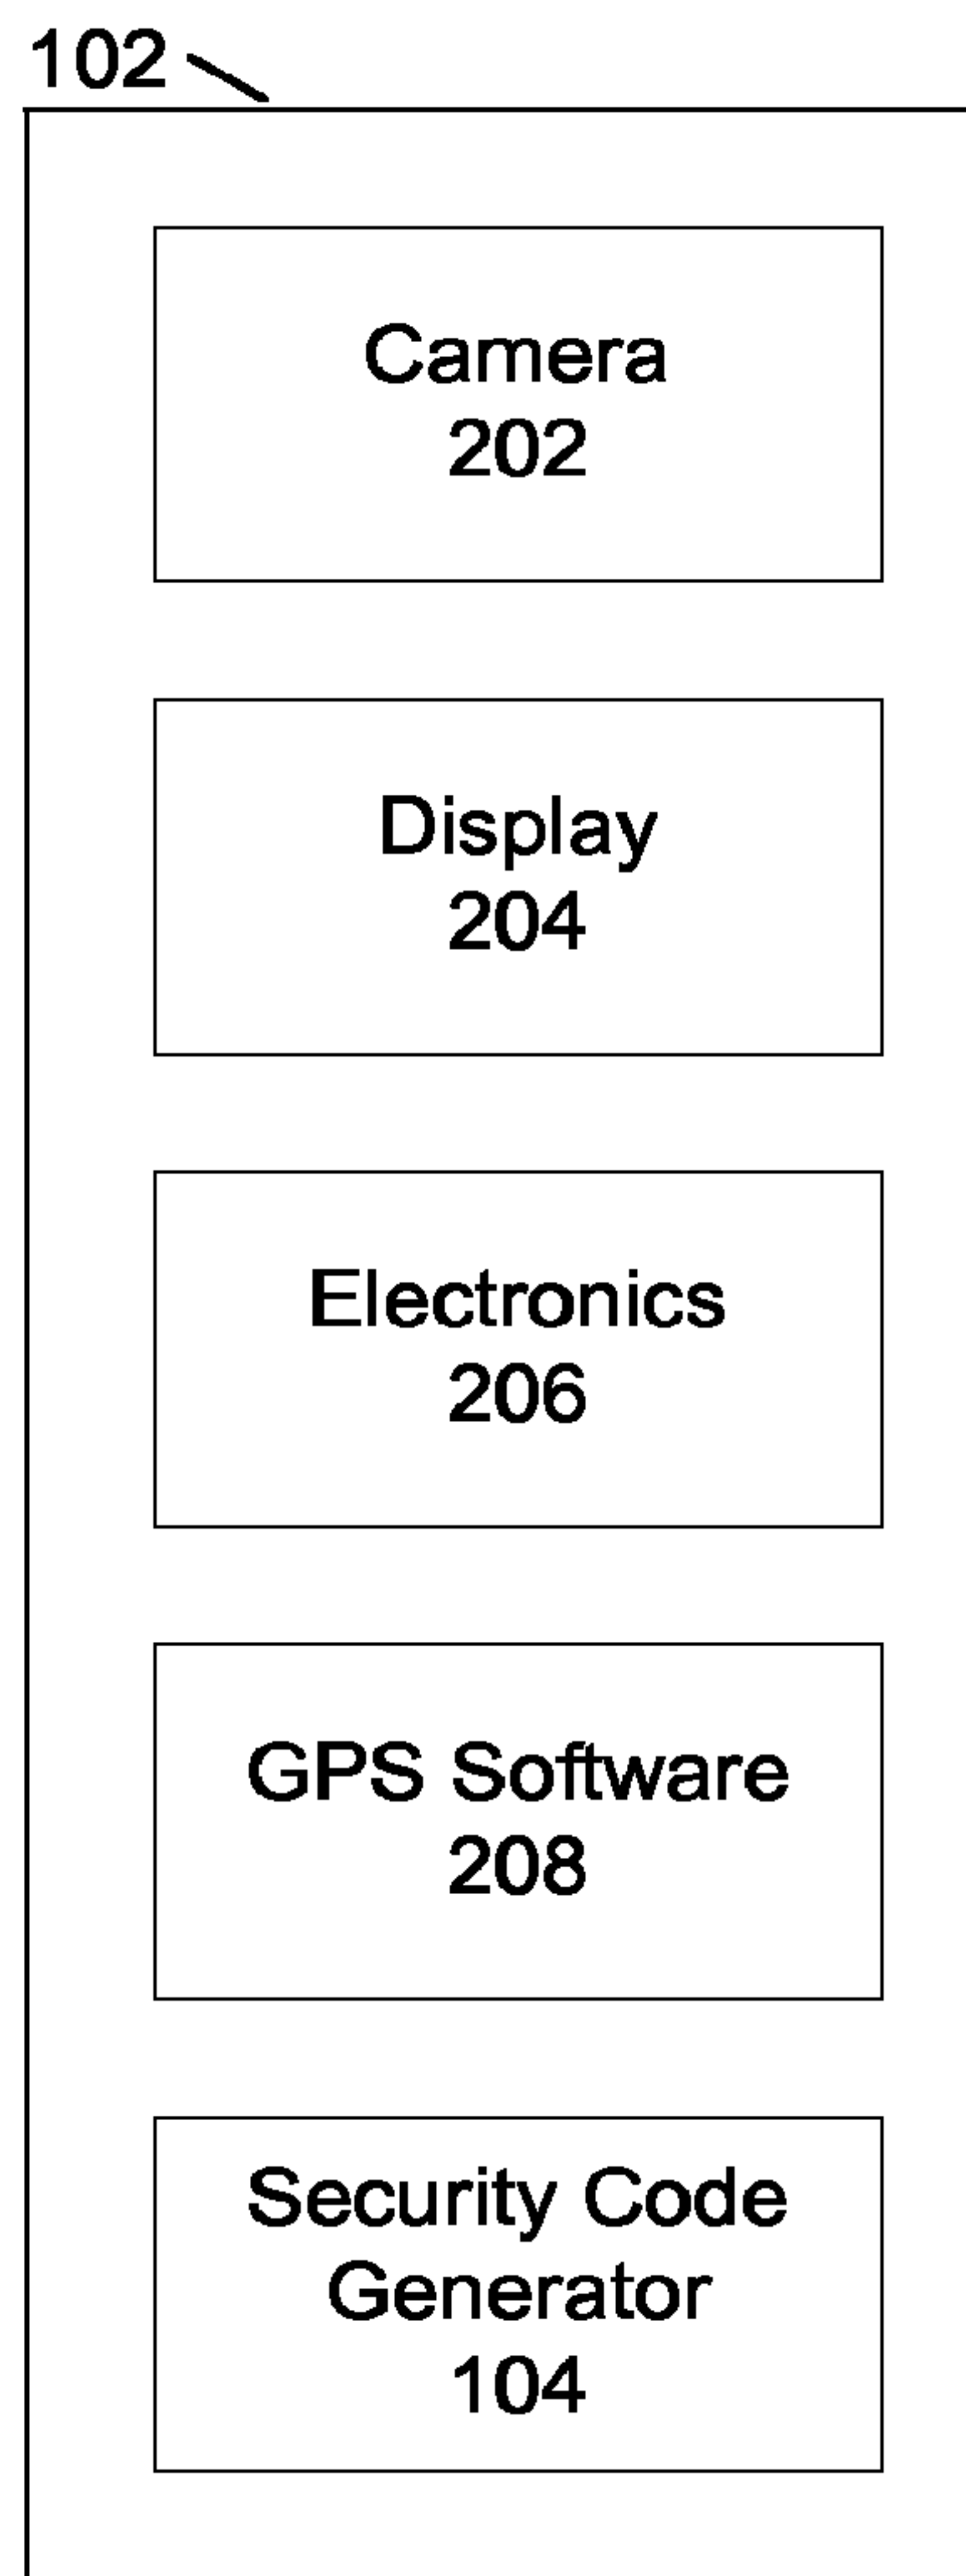 102
Camera
202
Display
204
Electronics
206
GPS Software
208
Security Code
Generator
104